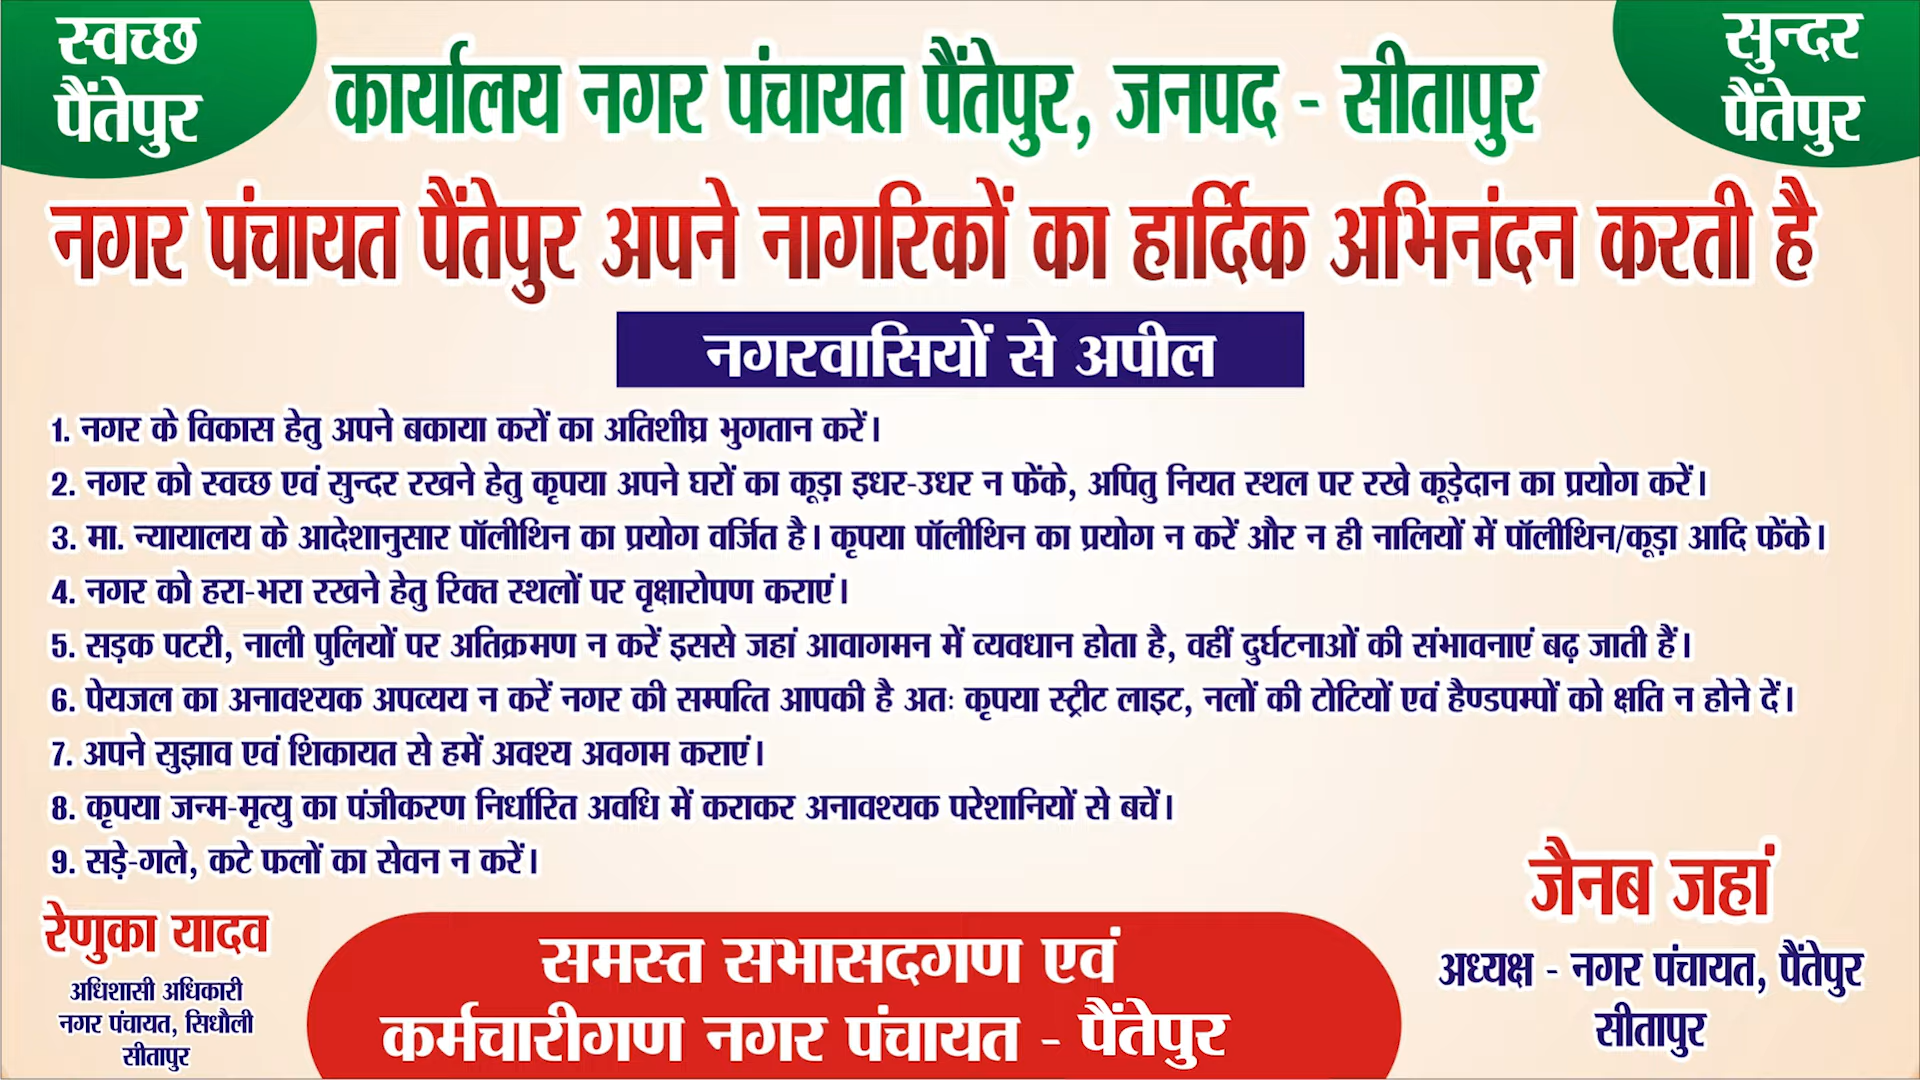 स्वच्छ
पैंतेपुर
सुन्दर
पैंतेपुर
कार्यालय नगर पंचायत पैंतेपुर, जनपद - सीतापुर
नगर पंचायत पैंतेपुर अपने नागरिकों का हार्दिक अभिनंदन करती है
नगरवासियों से अपील
1. नगर के विकास हेतु अपने बकाया करों का अतिशीघ्र भुगतान करें।
2. नगर को स्वच्छ एवं सुन्दर रखने हेतु कृपया अपने घरों का कूड़ा इधर-उधर न फेंके, अपितु नियत स्थल पर रखे कूड़ेदान का प्रयोग करें।
3. मा. न्यायालय के आदेशानुसार पॉलीथिन का प्रयोग वर्जित है। कृपया पॉलीथिन का प्रयोग न करें और न ही नालियों में पॉलीथिन/कूड़ा आदि फेंके।
4. नगर को हरा-भरा रखने हेतु रिक्त स्थलों पर वृक्षारोपण कराएं।
5. सड़क पटरी, नाली पुलियों पर अतिक्रमण न करें इससे जहां आवागमन में व्यवधान होता है, वहीं दुर्घटनाओं की संभावनाएं बढ़ जाती हैं।
6. पेयजल का अनावश्यक अपव्यय न करें नगर की सम्पत्ति आपकी है अतः कृपया स्ट्रीट लाइट, नलों की टोटियों एवं हैण्डपम्पों को क्षति न होने दें।
7. अपने सुझाव एवं शिकायत से हमें अवश्य अवगम कराएं।
8. कृपया जन्म-मृत्यु का पंजीकरण निर्धारित अवधि में कराकर अनावश्यक परेशानियों से बचें।
9. सड़े-गले, कटे फलों का सेवन न करें।
रेणुका यादव
अधिशासी अधिकारी
नगर पंचायत, सिधौली
सीतापुर
समस्त सभासदगण एवं
कर्मचारीगण नगर पंचायत - पैंतेपुर
जैनब जहां
अध्यक्ष - नगर पंचायत, पैंतेपुर
सीतापुर